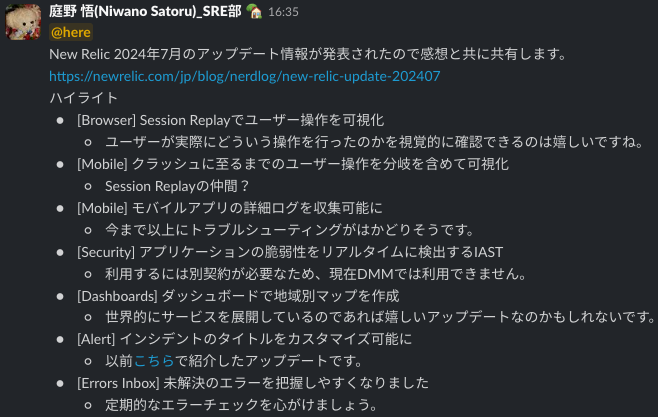 庭野 悟(Niwano Satoru)_SRE部 16:35
@here
New Relic 2024年7月のアップデート情報が発表されたので感想と共に共有します。
https://newrelic.com/jp/blog/nerdlog/new-relic-update-202407
ハイライト
• [Browser] Session Replayでユーザー操作を可視化
◦ ユーザーが実際にどういう操作を行ったのかを視覚的に確認できるのは嬉しいですね。
• [Mobile] クラッシュに至るまでのユーザー操作を分岐を含めて可視化
◦ Session Replayの仲間？
• [Mobile] モバイルアプリの詳細ログを収集可能に
◦ 今まで以上にトラブルシューティングがはかどりそうです。
• [Security] アプリケーションの脆弱性をリアルタイムに検出するIAST
◦ 利用するには別契約が必要なため、現在DMMでは利用できません。
• [Dashboards] ダッシュボードで地域別マップを作成
◦ 世界的にサービスを展開しているのであれば嬉しいアップデートなのかもしれないです。
• [Alert] インシデントのタイトルをカスタマイズ可能に
◦ 以前こちらで紹介したアップデートです。
• [Errors Inbox] 未解決のエラーを把握しやすくなりました
◦ 定期的なエラーチェックを心がけましょう。